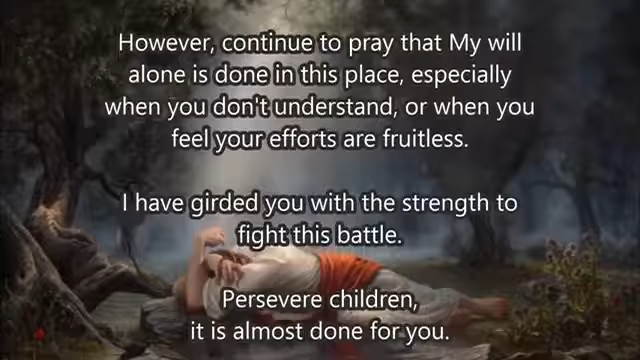 However, continue to pray that My will
alone is done in this place, especially
when you don't understand, or when you
feel your efforts are fruitless.
I have girded you with the strength to
fight this battle.
Persevere children,
it is almost done for you.